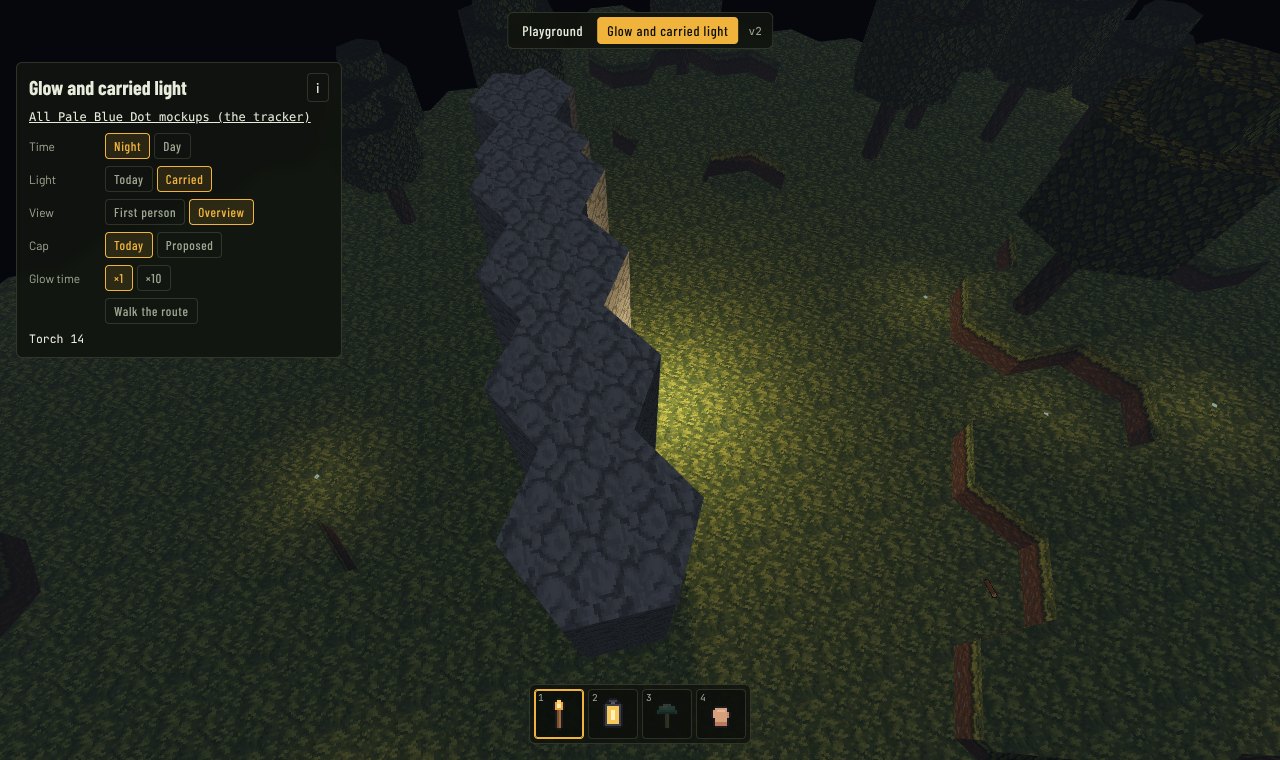 Playground Glow and carried light v2
Glow and carried light i
All Pale Blue Dot mockups (the tracker)
Time Night Day
Light Today Carried
View First person Overview
Cap Today Proposed
Glow time ×1 ×10
Walk the route
Torch 14
1 2 3 4